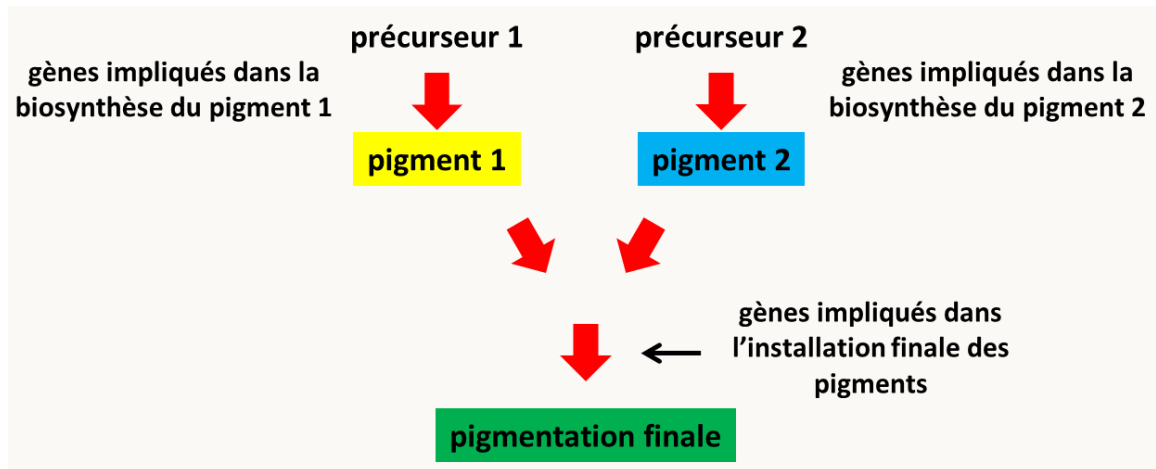 précurseur 1
précurseur 2
gènes impliqués dans la
biosynthèse du pigment 1
gènes impliqués dans la
biosynthèse du pigment 2
pigment 1
pigment 2
gènes impliqués dans
l’installation finale des
pigments
pigmentation finale